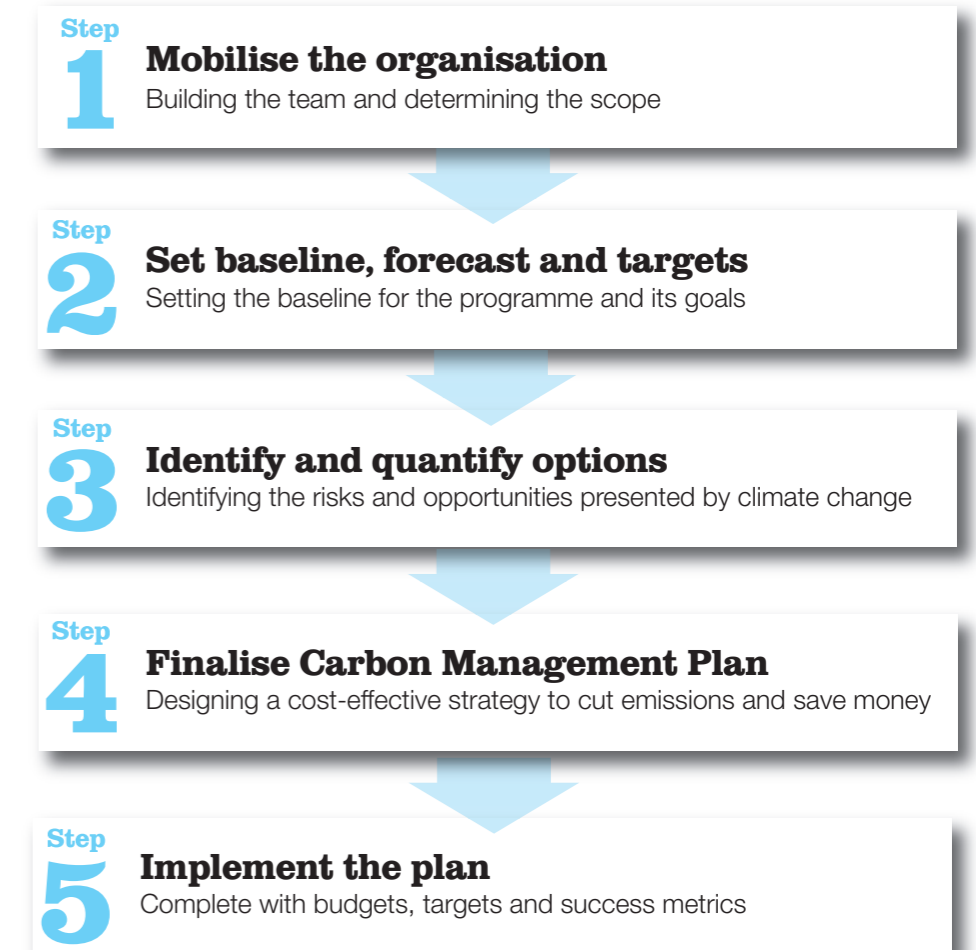 Step
1
Mobilise the organisation
Building the team and determining the scope
Step
2
Set baseline, forecast and targets
Setting the baseline for the programme and its goals
Step
3
Identify and quantify options
Identifying the risks and opportunities presented by climate change
Step
4
Finalise Carbon Management Plan
Designing a cost-effective strategy to cut emissions and save money
Step
5
Implement the plan
Complete with budgets, targets and success metrics